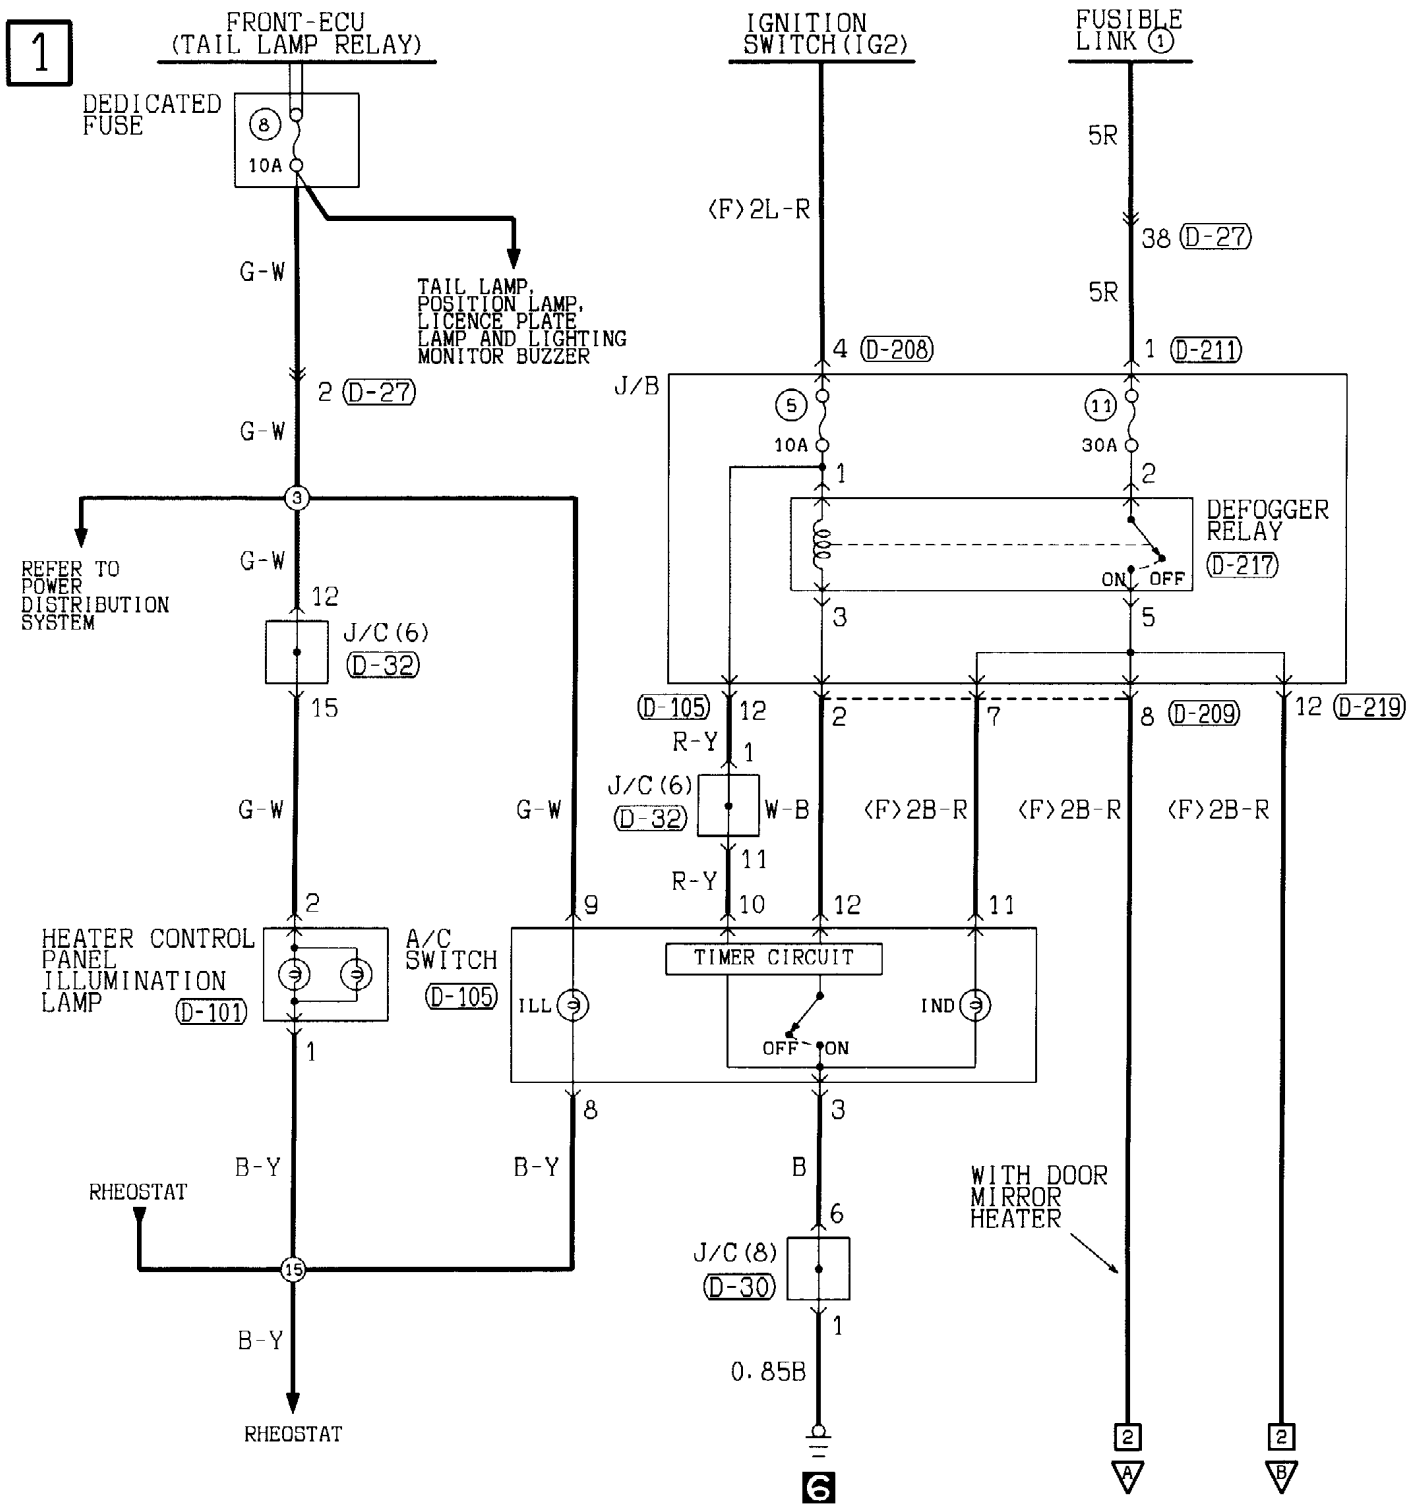 1
FRONT-ECU
(TAIL LAMP RELAY)
IGNITION
SWITCH(IG2)
FUSIBLE
LINK ①
DEDICATED
FUSE
8
10A
5R
<F>2L-R
38 (D-27)
G-W
5R
TAIL LAMP,
POSITION LAMP,
LICENCE PLATE
LAMP AND LIGHTING
MONITOR BUZZER
4 (D-208)
1 (D-211)
J/B
2 (D-27)
5
10A
11
30A
G-W
1
2
3
DEFOGGER
RELAY
(D-217)
ON OFF
G-W
REFER TO
POWER
DISTRIBUTION
SYSTEM
12
3
5
J/C(6)
(D-32)
15
(D-105) 12
2
7
8 (D-209)
12 (D-219)
R-Y
1
J/C(6)
(D-32)
G-W
G-W
W-B
<F>2B-R
<F>2B-R
<F>2B-R
11
R-Y
2
9
10
12
11
HEATER CONTROL
PANEL
ILLUMINATION
LAMP
(D-101)
A/C
SWITCH
(D-105)
TIMER CIRCUIT
ILL
IND
OFF ON
1
8
3
B-Y
B-Y
B
WITH DOOR
MIRROR
HEATER
RHEOSTAT
6
J/C(8)
(D-30)
15
1
B-Y
0.85B
RHEOSTAT
2
2
6
A
B